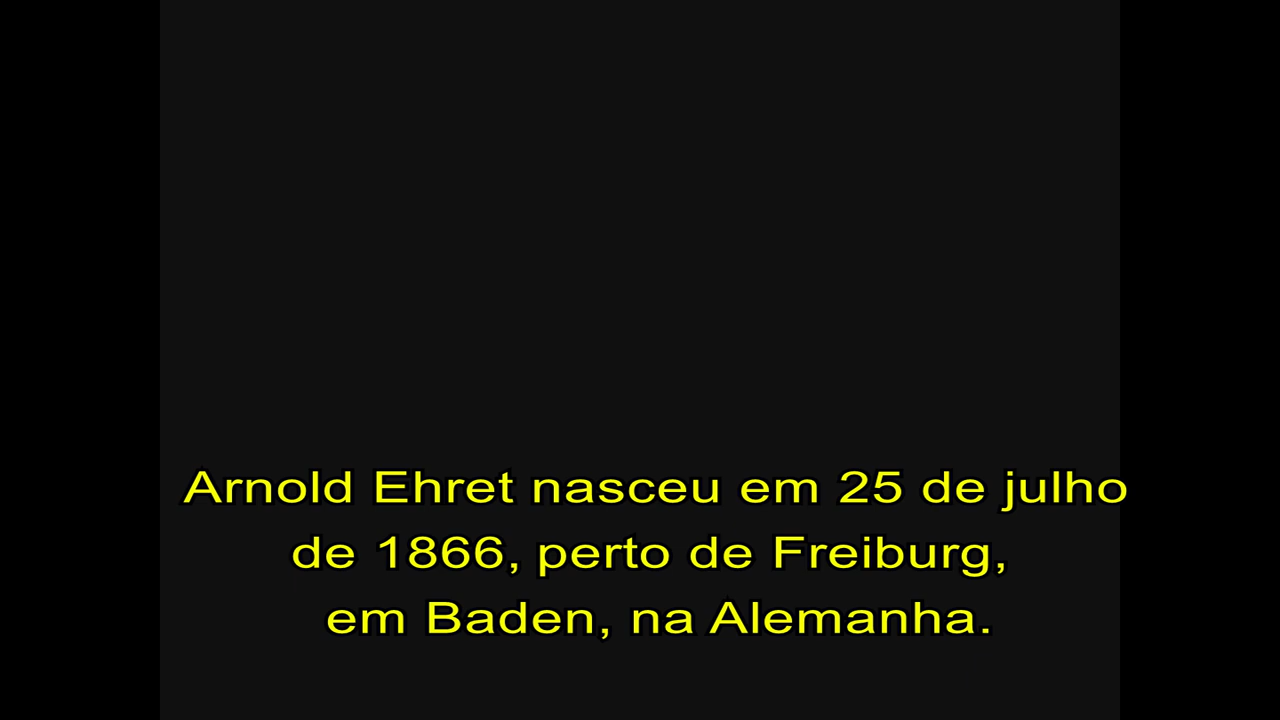 Arnold Ehret nasceu em 25 de julho
de 1866, perto de Freiburg,
em Baden, na Alemanha.